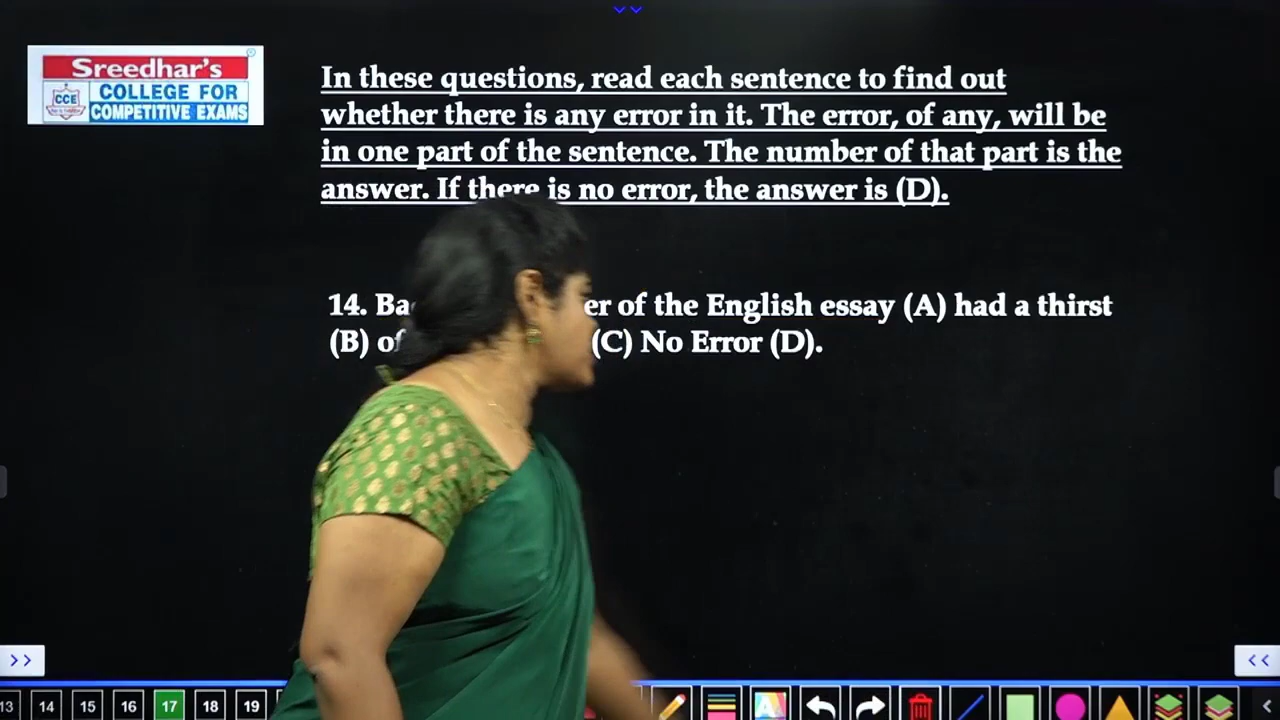 Sreedhar's
CCE
COLLEGE FOR
COMPETITIVE EXAMS
In these questions, read each sentence to find out
whether there is any error in it. The error, of any, will be
in one part of the sentence. The number of that part is the
answer. If there is no error, the answer is (D).
14. of the English essay (A) had a thirst
(B) (C) No Error (D).
>>
<<
13 14 15 16 17 18 19